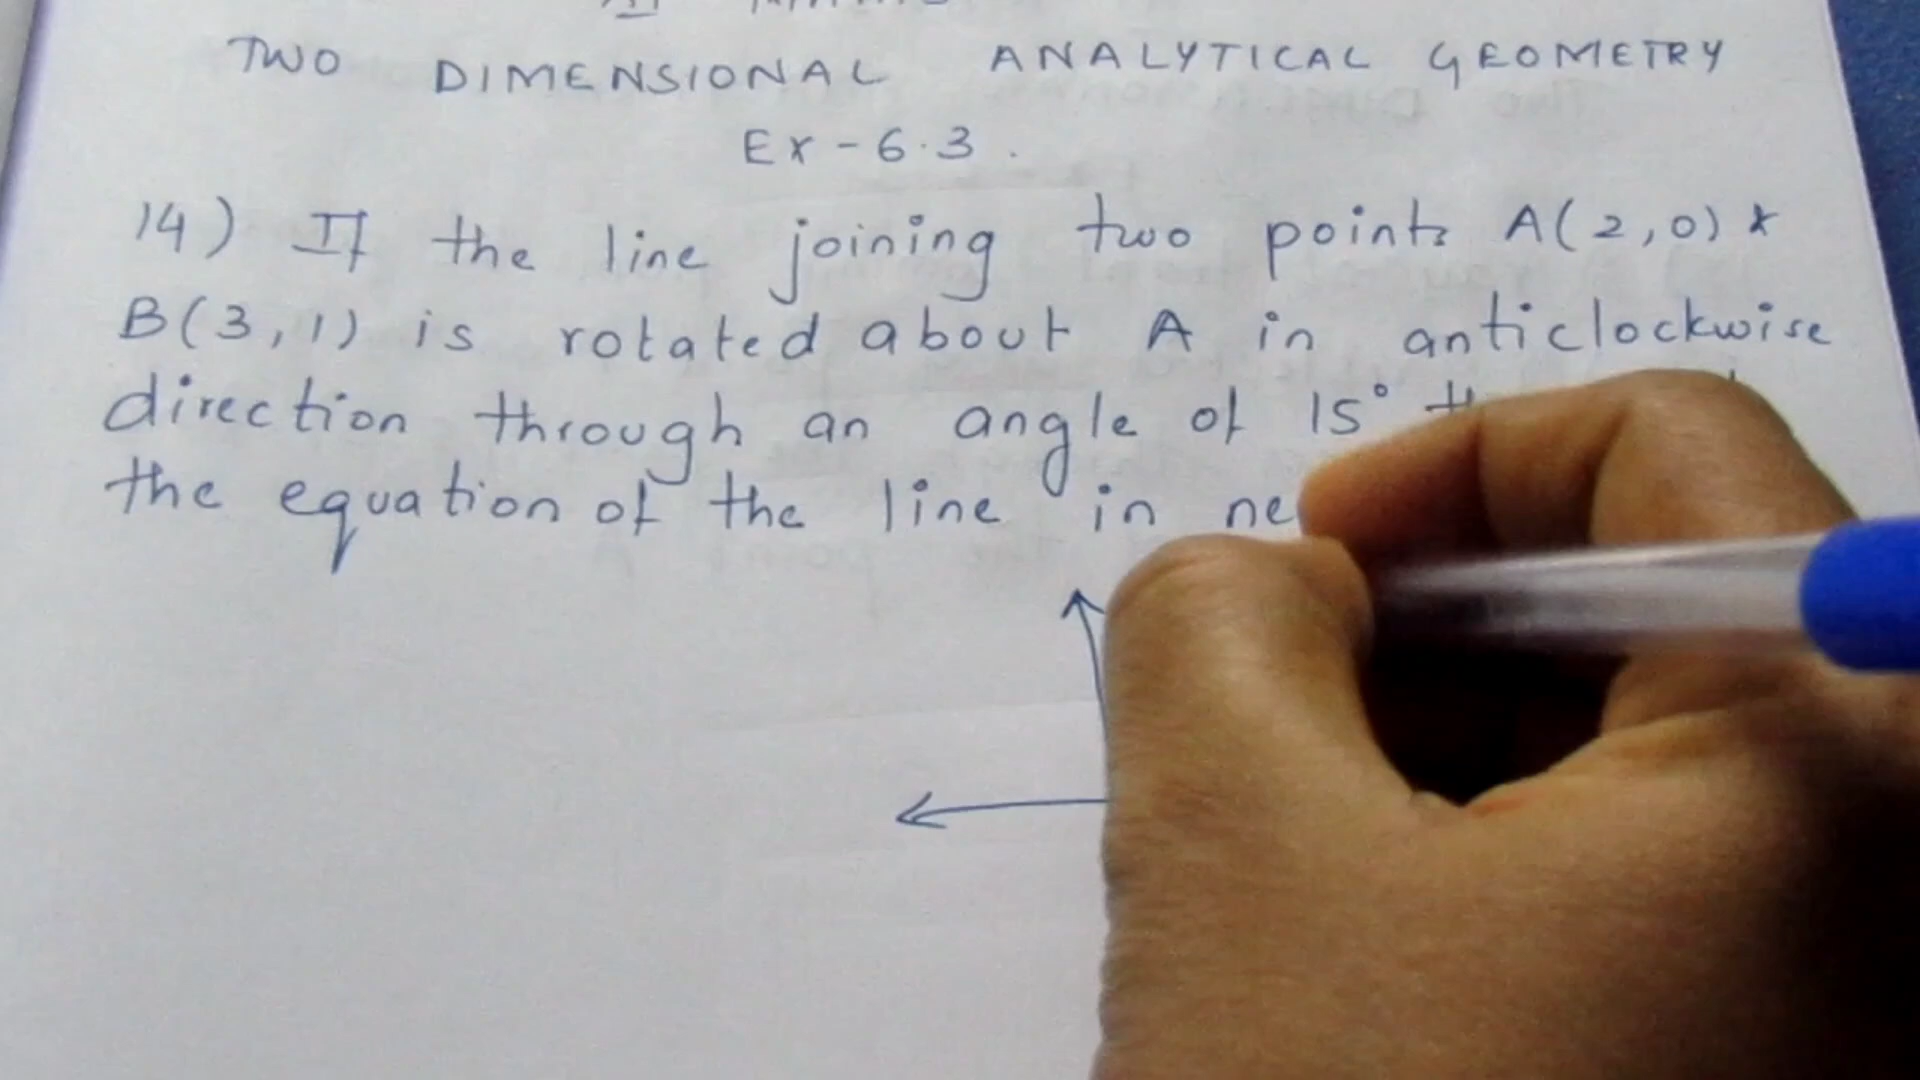 TWO DIMENSIONAL ANALYTICAL GEOMETRY
Ex - 6.3.
14) If the line joining two points A(2,0) &
B(3,1) is rotated about A in anticlockwise
direction through an angle of 15°
the equation of the line in